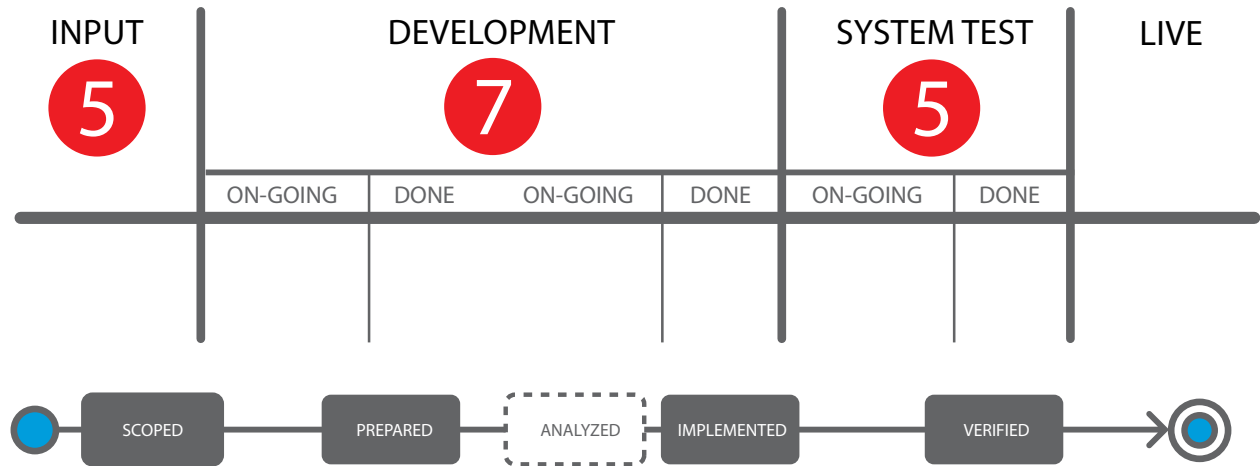 INPUT DEVELOPMENT SYSTEM TEST LIVE
5 7 5
ON-GOING DONE ON-GOING DONE ON-GOING DONE
SCOPED PREPARED ANALYZED IMPLEMENTED VERIFIED